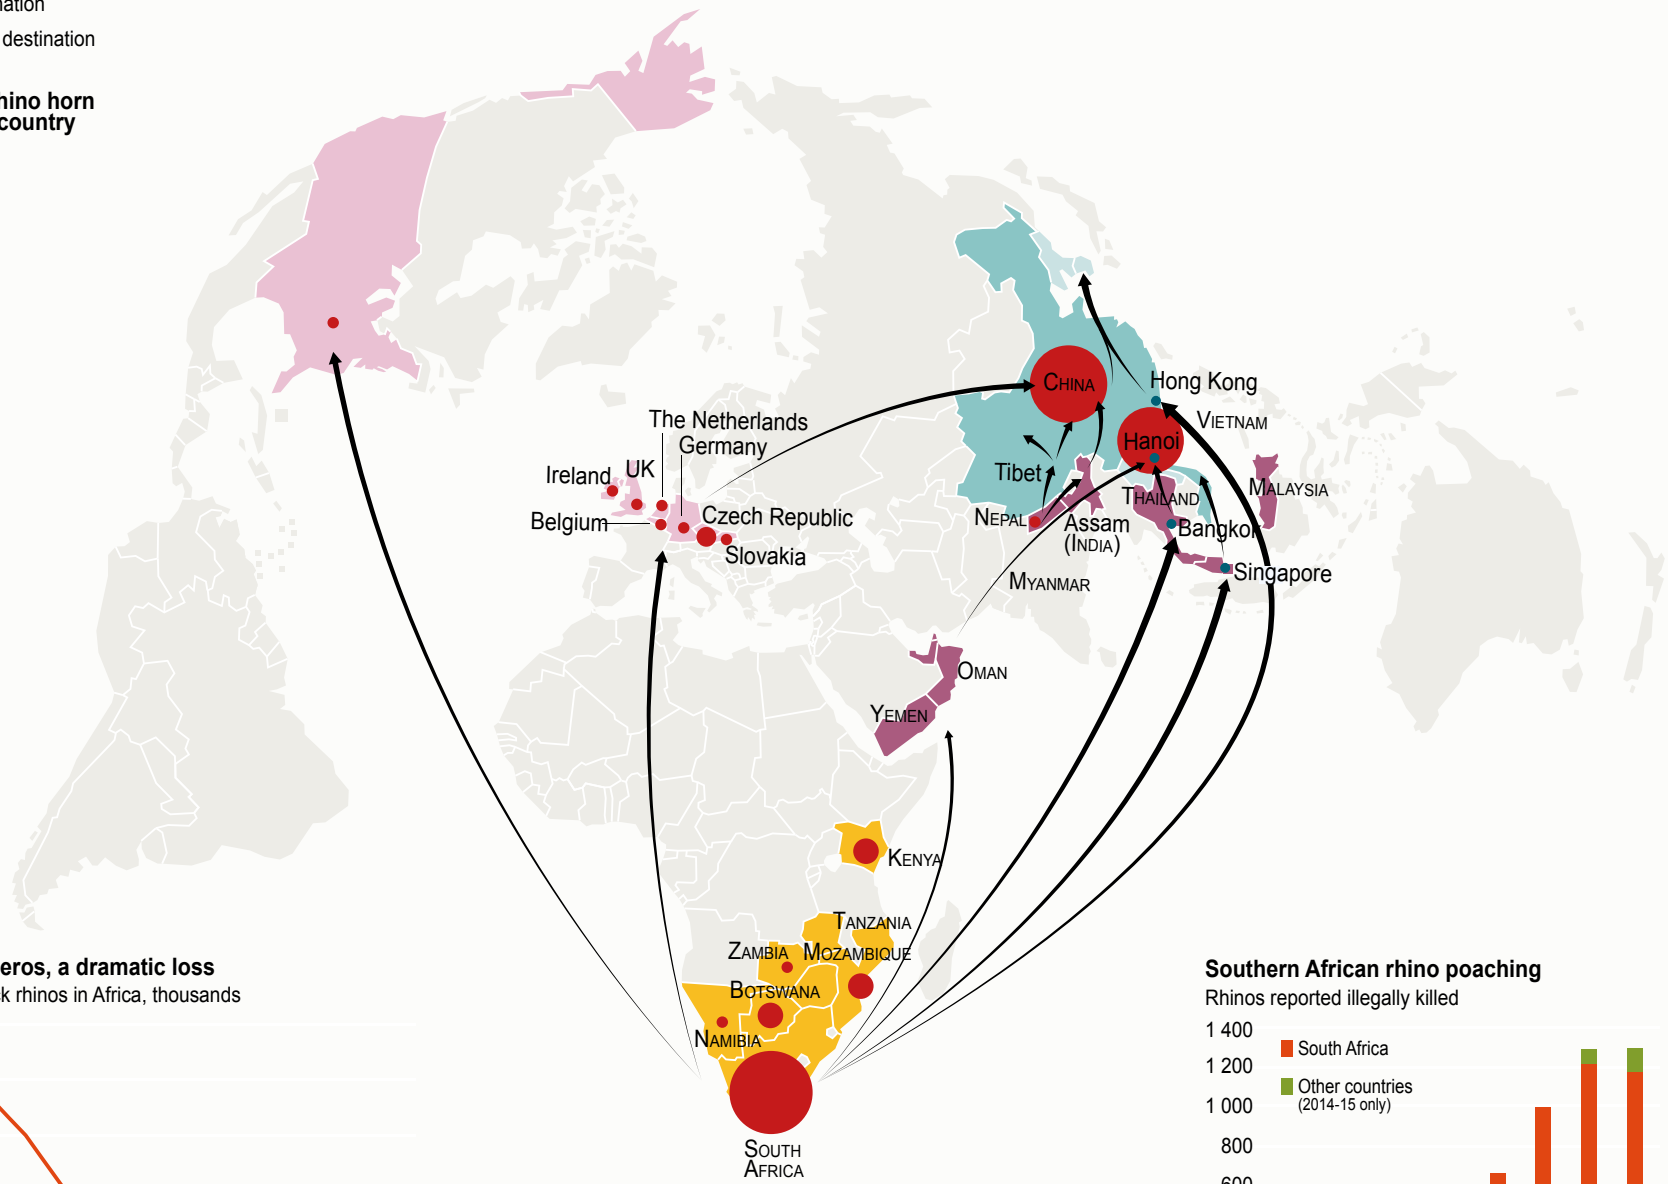 destination
hino horn
country
The Netherlands
Germany
Ireland
UK
Belgium
Czech Republic
Slovakia
CHINA
Hong Kong
VIETNAM
Hanoi
Tibet
THAILAND
MALAYSIA
NEPAL
Assam
(INDIA)
Bangkok
Singapore
MYANMAR
OMAN
YEMEN
KENYA
TANZANIA
ZAMBIA
MOZAMBIQUE
BOTSWANA
NAMIBIA
SOUTH
AFRICA
eros, a dramatic loss
ck rhinos in Africa, thousands
Southern African rhino poaching
Rhinos reported illegally killed
1 400
South Africa
1 200
Other countries
(2014-15 only)
1 000
800
600